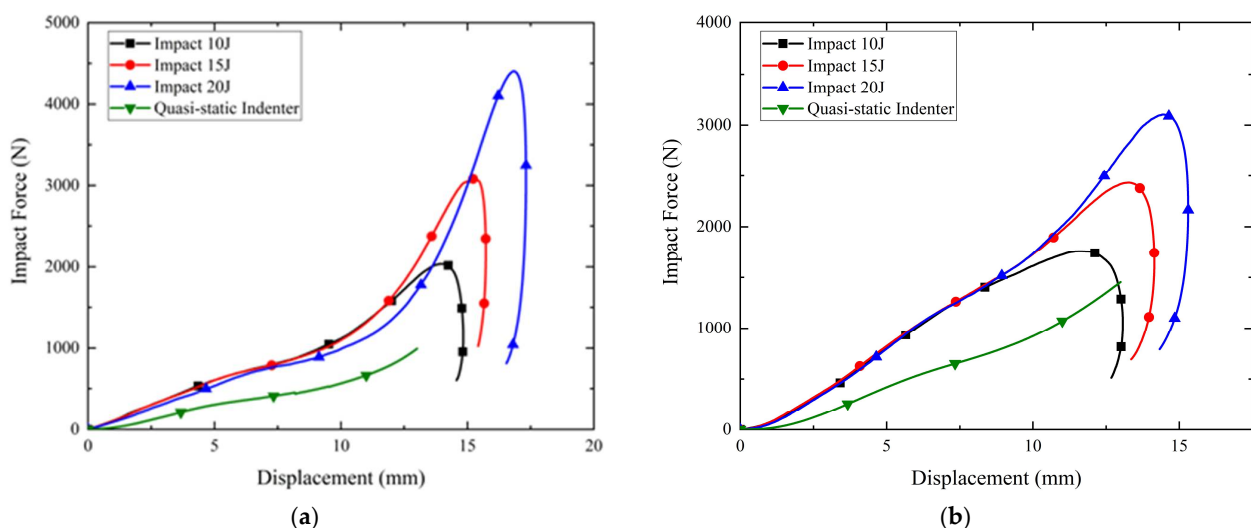 5000
4000
3000
2000
1000
0
0
5
10
15
20
Impact Force (N)
Displacement (mm)
Impact 10J
Impact 15J
Impact 20J
Quasi-static Indenter
(a)
4000
3000
2000
1000
0
0
5
10
15
Impact Force (N)
Displacement (mm)
Impact 10J
Impact 15J
Impact 20J
Quasi-static Indenter
(b)